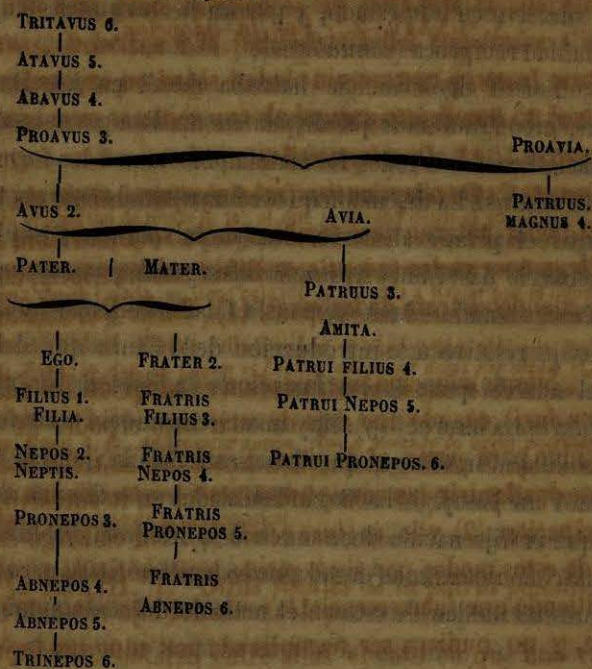 TRITAVUS 6.
ATAVUS 5.
ABAVUS 4.
PROAVUS 3.
PROAVIA.
AVUS 2.
AVIA.
PATRUUS.
MAGNUS 4.
PATER.
MATER.
PATRUUS 3.
AMITA.
EGO.
FRATER 2.
PATRUI FILIUS 4.
FILIUS 1.
FILIA.
FRATRIS
FILIUS 3.
PATRUI NEPOS 5.
NEPOS 2.
NEPTIS.
FRATRIS
NEPOS 4.
PATRUI PRONEPOS. 6.
PRONEPOS 3.
FRATRIS
PRONEPOS 5.
ABNEPOS 4.
FRATRIS
ABNEPOS 6.
ABNEPOS 5.
TRINEPOS 6.